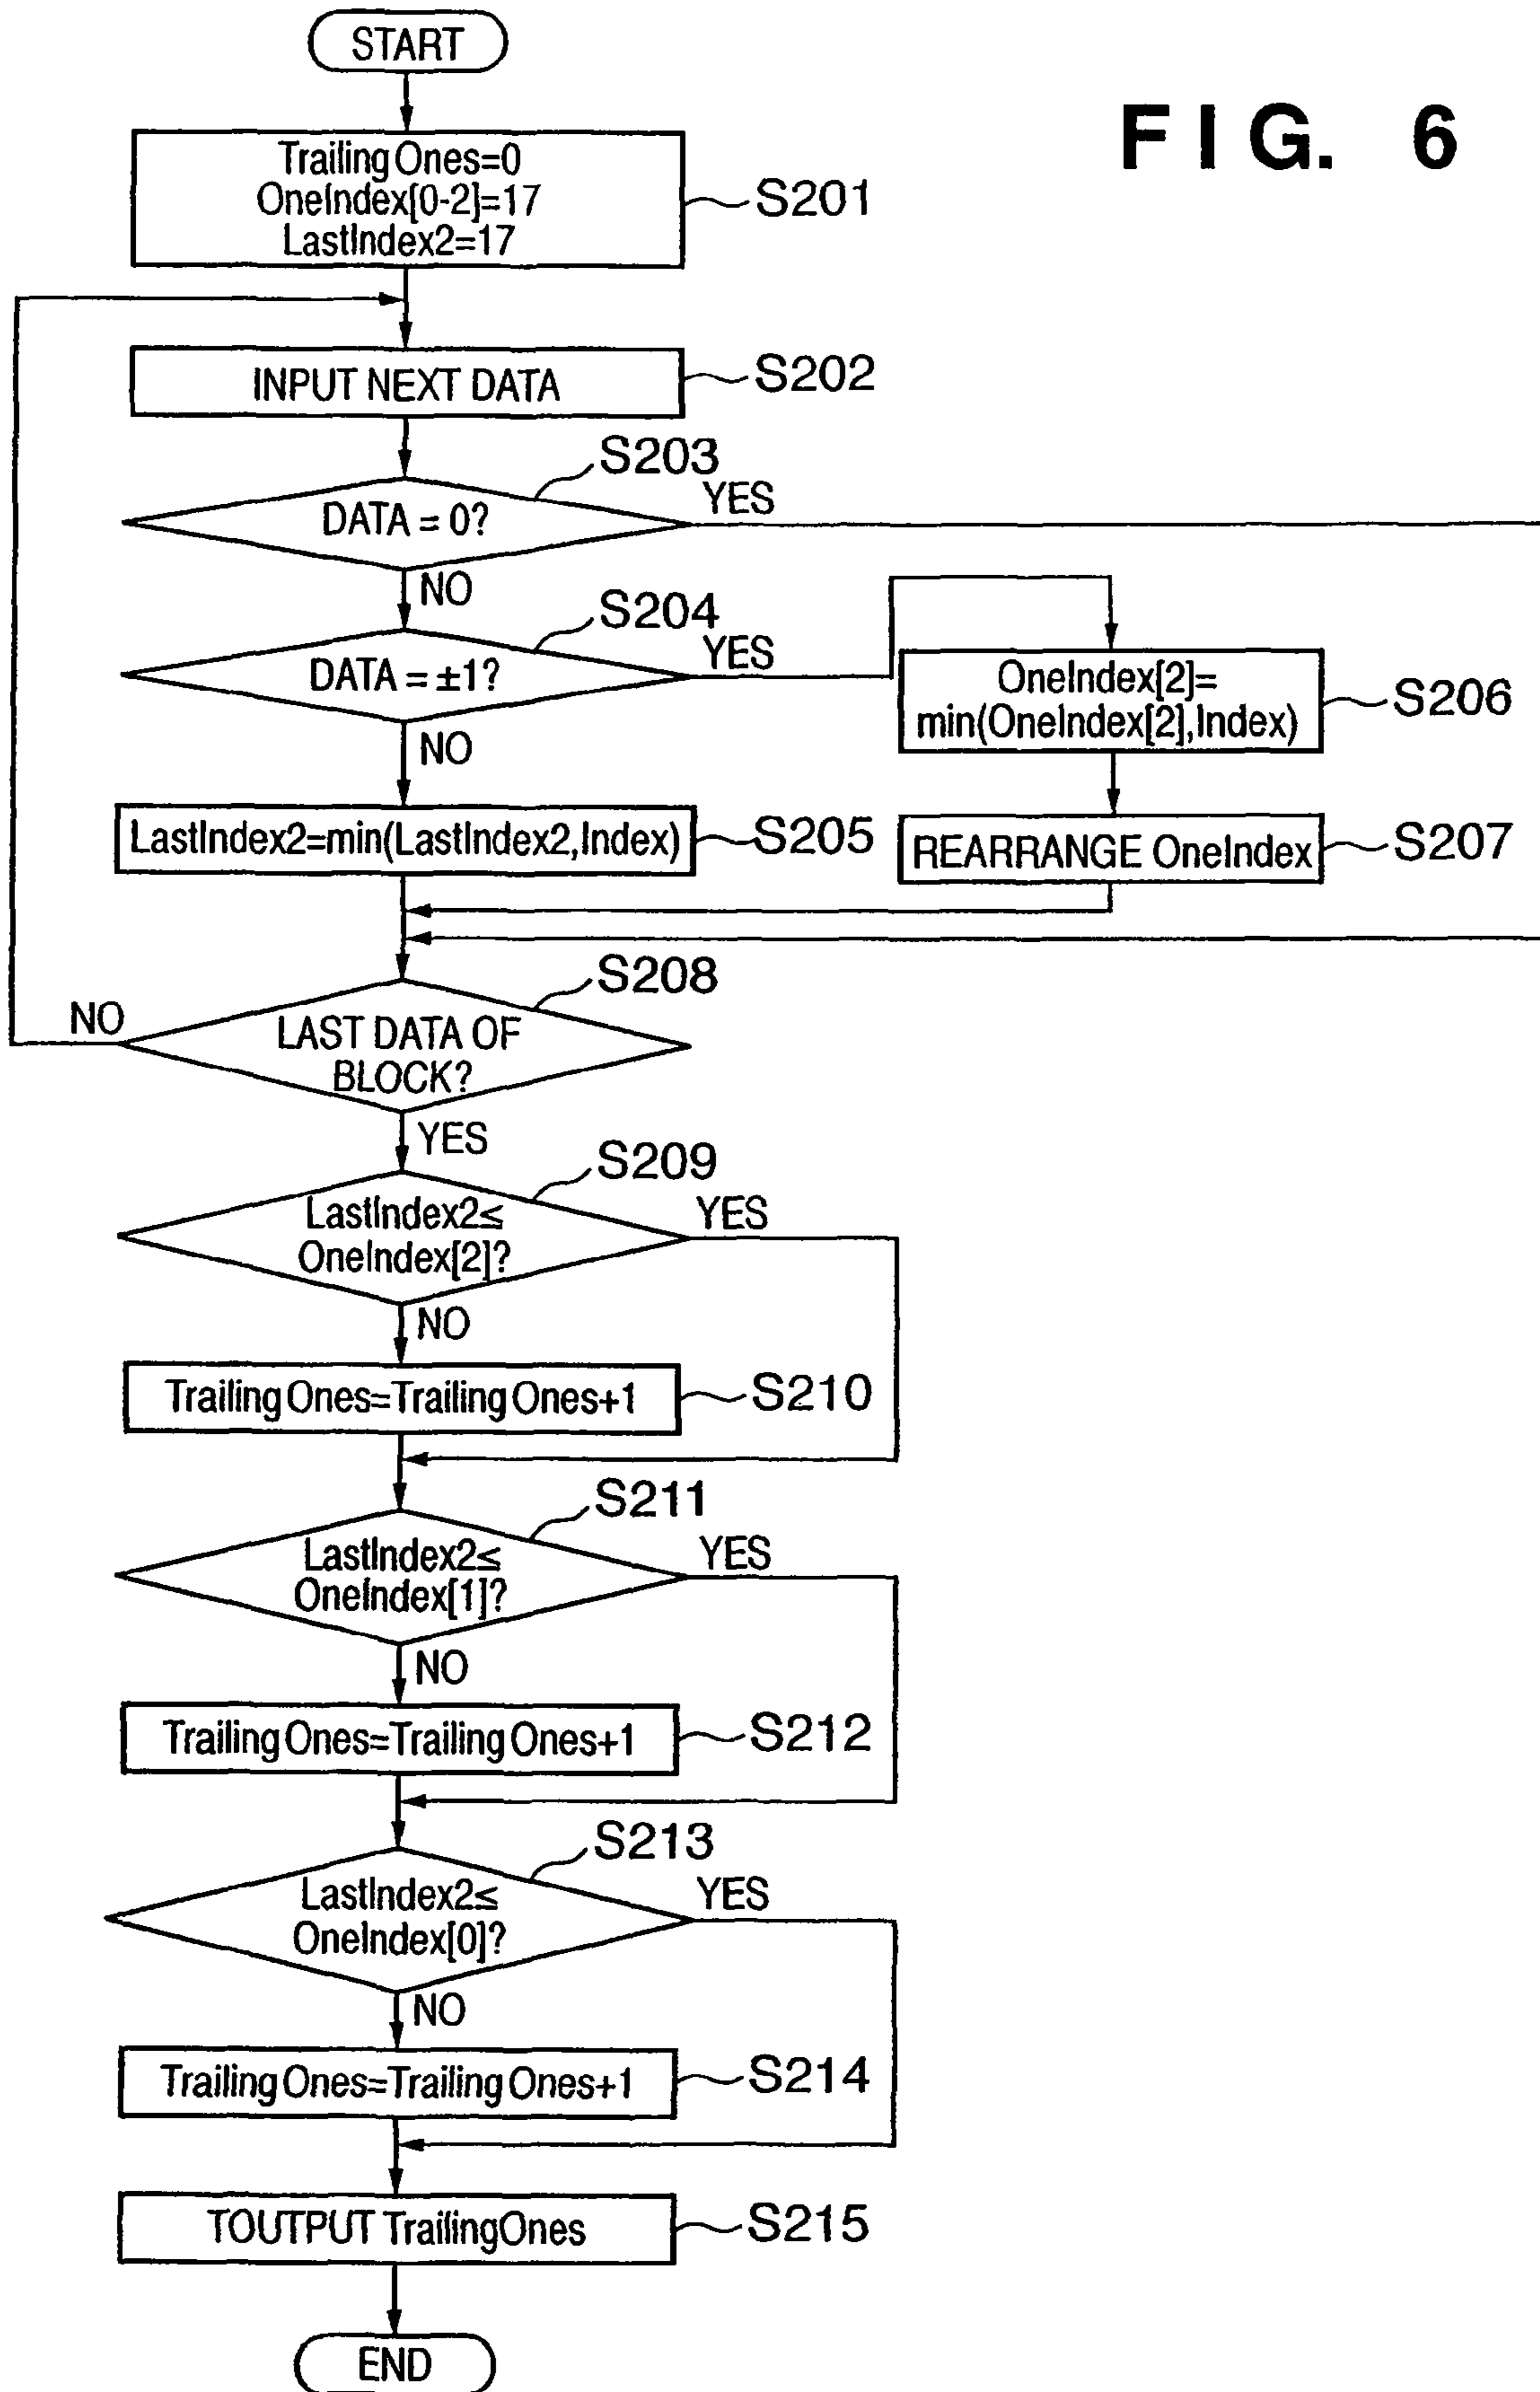 START
FIG. 6
TrailingOnes=0
OneIndex[0-2]=17
LastIndex2=17
S201
INPUT NEXT DATA
S202
S203
DATA = 0?
YES
NO
S204
DATA = ±1?
YES
NO
OneIndex[2]=
min(OneIndex[2],Index)
S206
LastIndex2=min(LastIndex2,Index)
S205
REARRANGE OneIndex
S207
S208
NO
LAST DATA OF
BLOCK?
YES
S209
LastIndex2≤
OneIndex[2]?
YES
NO
TrailingOnes=TrailingOnes+1
S210
S211
LastIndex2≤
OneIndex[1]?
YES
NO
TrailingOnes=TrailingOnes+1
S212
S213
LastIndex2≤
OneIndex[0]?
YES
NO
TrailingOnes=TrailingOnes+1
S214
TOUTPUT TrailingOnes
S215
END